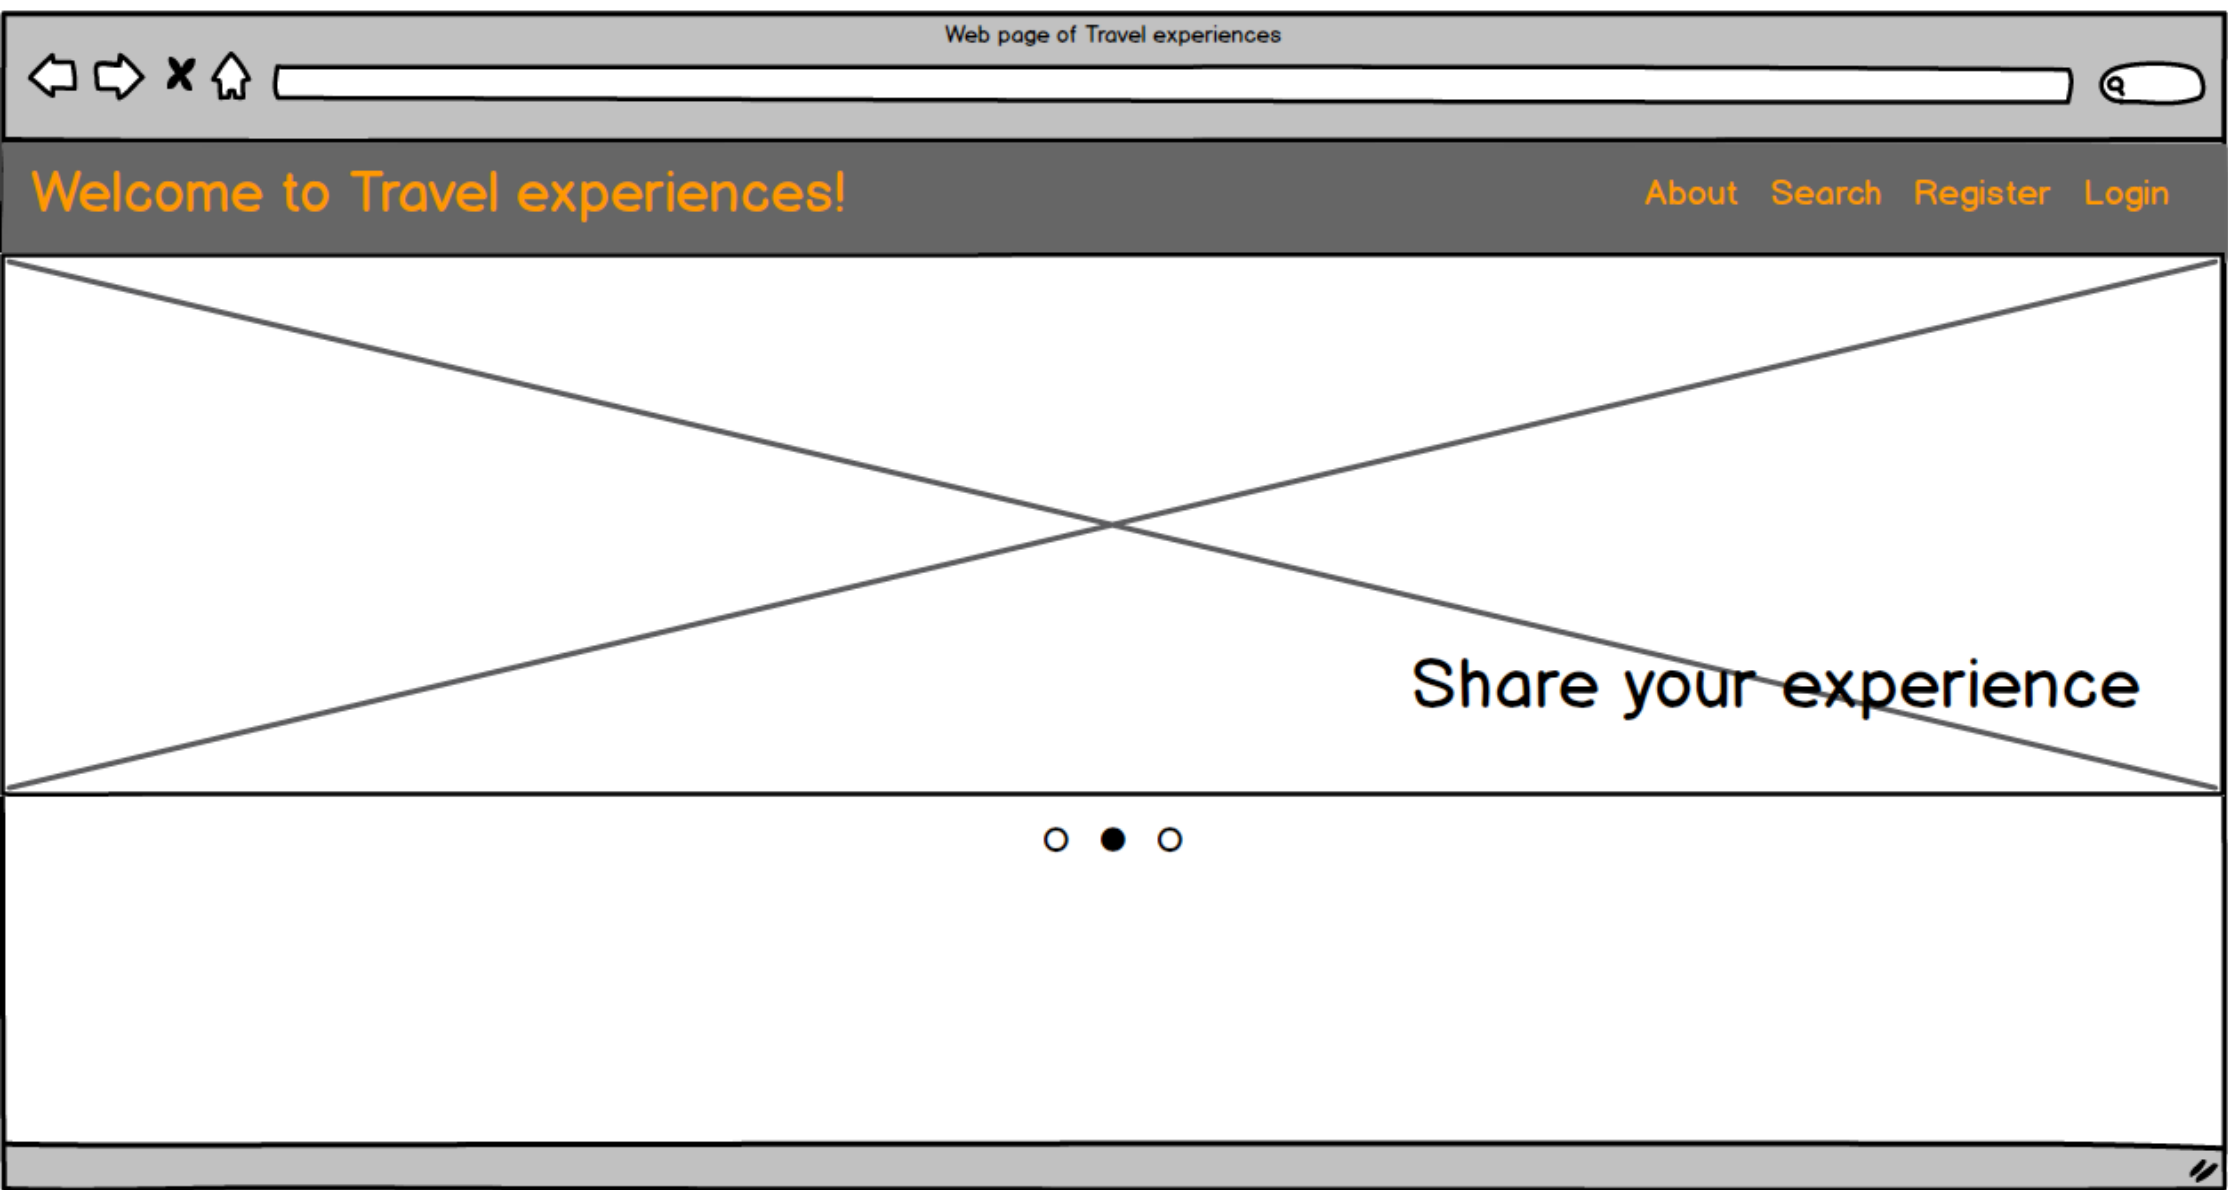 Web page of Travel experiences
Welcome to Travel experiences!
About Search Register Login
Share your experience